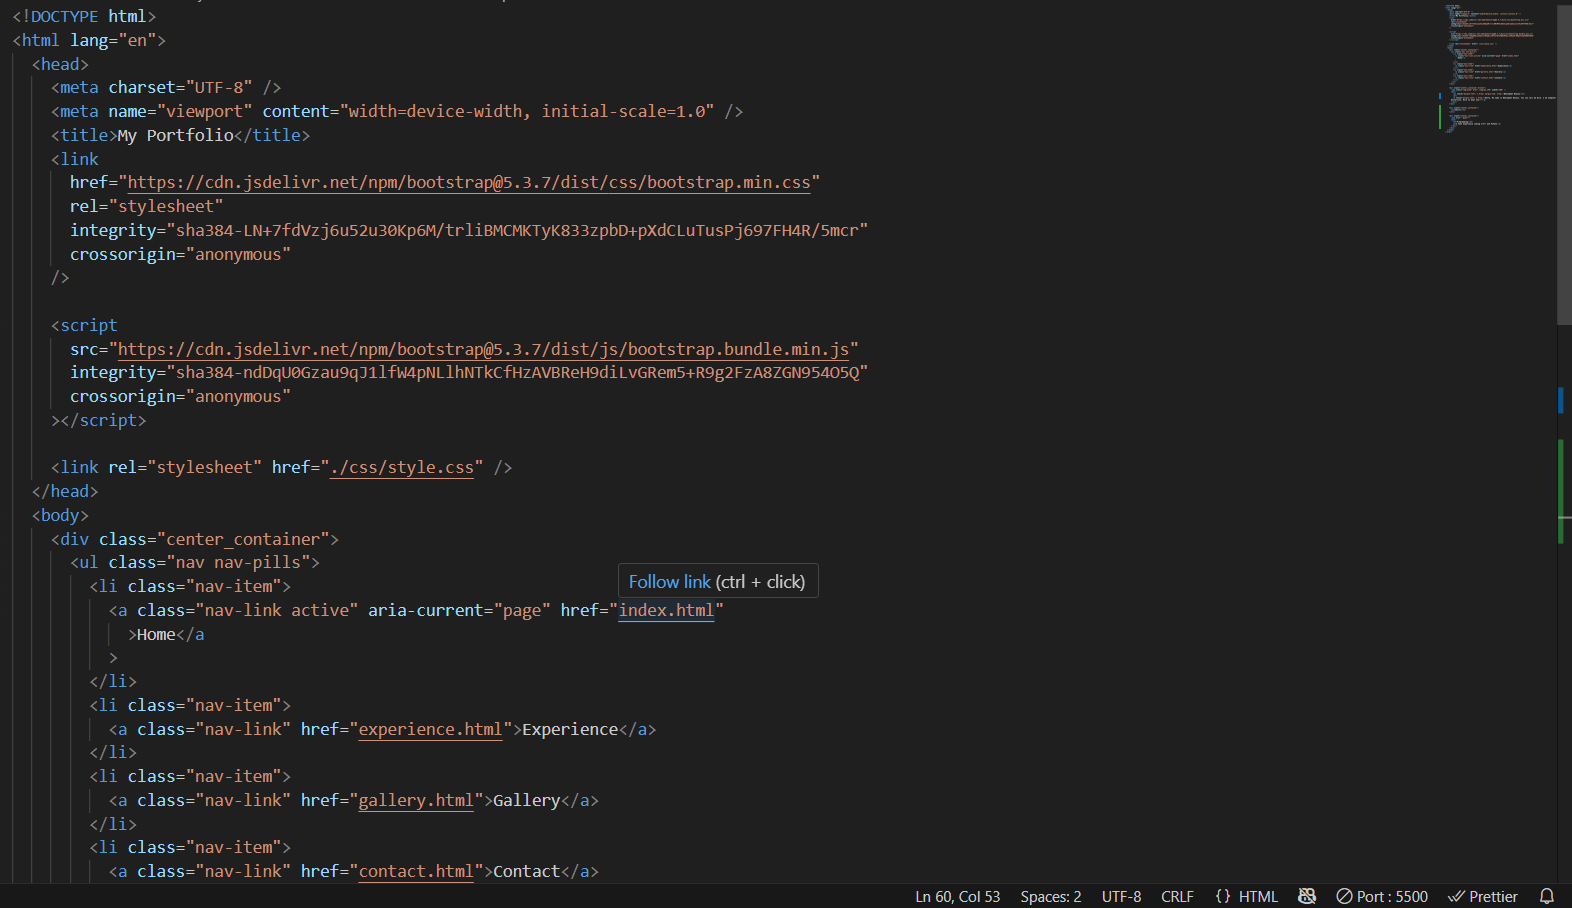 <!DOCTYPE html>
<html lang="en">
<head>
<meta charset="UTF-8" />
<meta name="viewport" content="width=device-width, initial-scale=1.0" />
<title>My Portfolio</title>
<link
href="https://cdn.jsdelivr.net/npm/bootstrap@5.3.7/dist/css/bootstrap.min.css"
rel="stylesheet"
integrity="sha384-LN+7fdVzj6u52u30Kp6M/trliBMCMKTyK833zpbD+pXdCLuTusPj697FH4R/5mcr"
crossorigin="anonymous"
/>
<script
src="https://cdn.jsdelivr.net/npm/bootstrap@5.3.7/dist/js/bootstrap.bundle.min.js"
integrity="sha384-ndDqU0Gzau9qJ1lfW4pNLlhNTkCfHzAVBReH9diLvGRem5+R9g2FzA8ZGN954O5Q"
crossorigin="anonymous"
></script>
<link rel="stylesheet" href="./css/style.css" />
</head>
<body>
<div class="center_container">
<ul class="nav nav-pills">
<li class="nav-item">
Follow link (ctrl + click)
<a class="nav-link active" aria-current="page" href="index.html"
>Home</a
>
</li>
<li class="nav-item">
<a class="nav-link" href="experience.html">Experience</a>
</li>
<li class="nav-item">
<a class="nav-link" href="gallery.html">Gallery</a>
</li>
<li class="nav-item">
<a class="nav-link" href="contact.html">Contact</a>
Ln 60, Col 53 Spaces: 2 UTF-8 CRLF {} HTML Port : 5500 Prettier